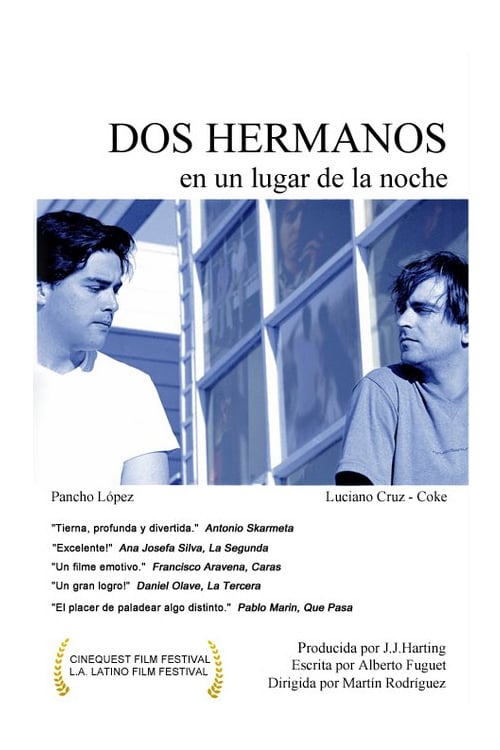 DOS HERMANOS
en un lugar de la noche
Pancho López
Luciano Cruz - Coke
"Tierna, profunda y divertida." Antonio Skarmeta
"Excelente!" Ana Josefa Silva, La Segunda
"Un filme emotivo." Francisco Aravena, Caras
"Un gran logro!" Daniel Olave, La Tercera
"El placer de paladear algo distinto." Pablo Marin, Que Pasa
CINEQUEST FILM FESTIVAL
L.A. LATINO FILM FESTIVAL
Producida por J.J.Harting
Escrita por Alberto Fuguet
Dirigida por Martín Rodríguez